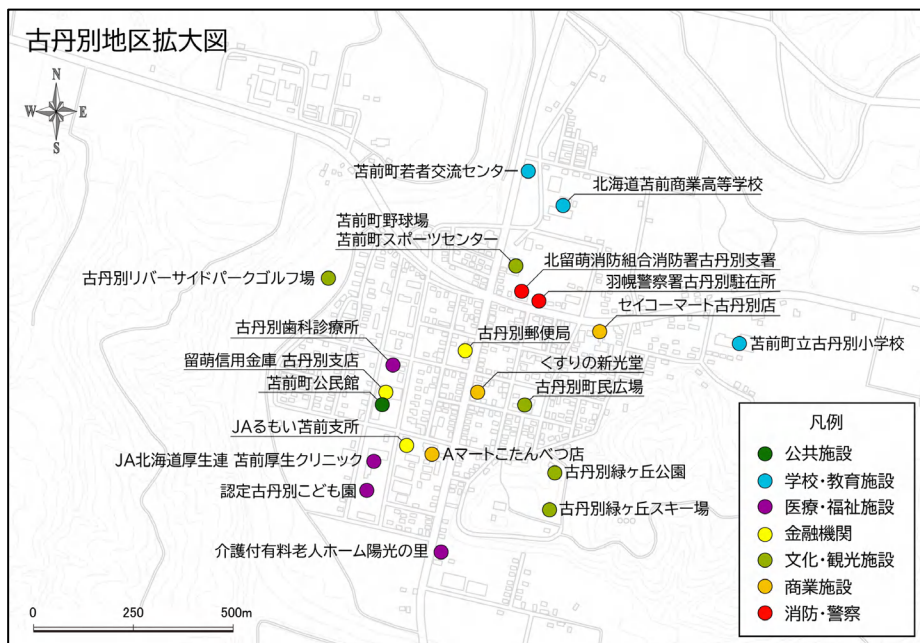 古丹別地区拡大図
N
W
E
S
苫前町若者交流センター
北海道苫前商業高等学校
苫前町野球場
苫前町スポーツセンター
北留萌消防組合消防署古丹別支署
古丹別リバーサイドパークゴルフ場
羽幌警察署古丹別駐在所
セイコーマート古丹別店
古丹別歯科診療所
古丹別郵便局
苫前町立古丹別小学校
留萌信用金庫 古丹別支店
くすりの新光堂
苫前町公民館
古丹別町民広場
JAるもい苫前支所
Aマートこたんべつ店
JA北海道厚生連 苫前厚生クリニック
古丹別緑ヶ丘公園
認定古丹別こども園
古丹別緑ヶ丘スキー場
介護付有料老人ホーム陽光の里
凡例
公共施設
学校・教育施設
医療・福祉施設
金融機関
文化・観光施設
商業施設
消防・警察
0
250
500m